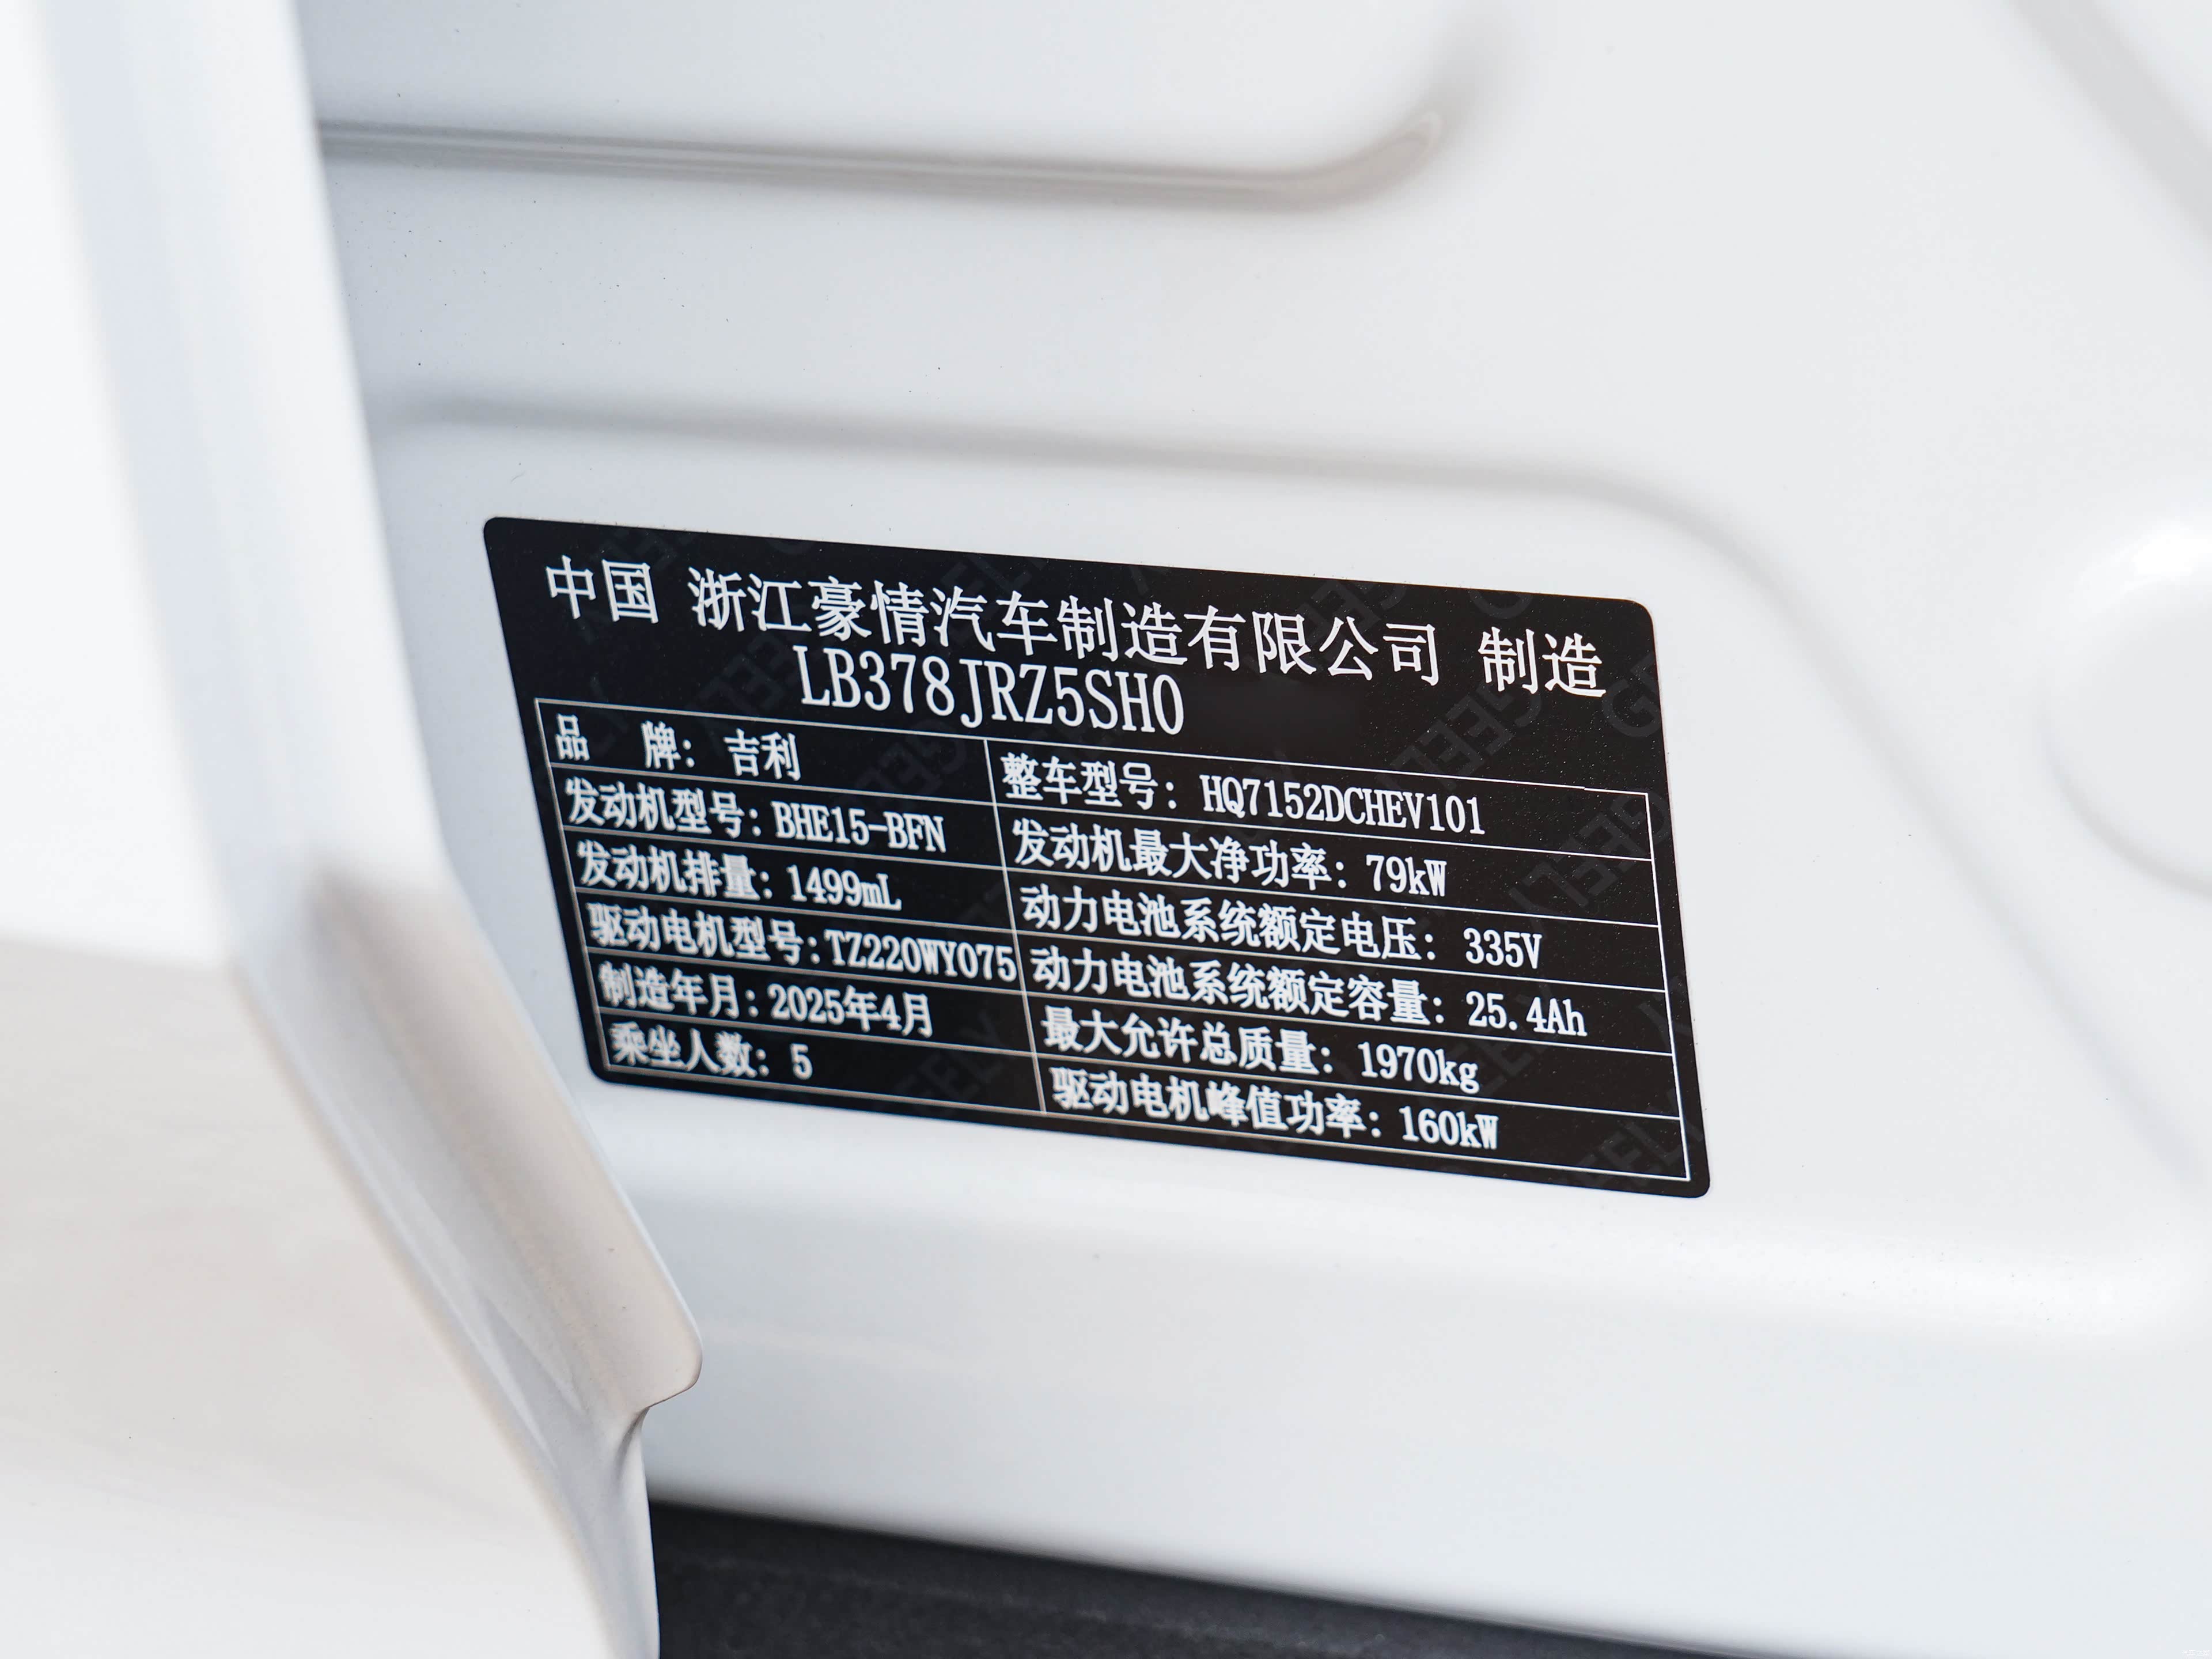 中国 浙江豪情汽车制造有限公司 制造
LB378JRZ5SH0
品 牌: 吉利 整车型号: HQ7152DCHEV101
发动机型号: BHE15-BFN 发动机最大净功率: 79kW
发动机排量: 1499mL 动力电池系统额定电压: 335V
驱动电机型号: TZ220WY075 动力电池系统额定容量: 25.4Ah
制造年月: 2025年4月 最大允许总质量: 1970kg
乘坐人数: 5 驱动电机峰值功率: 160kW